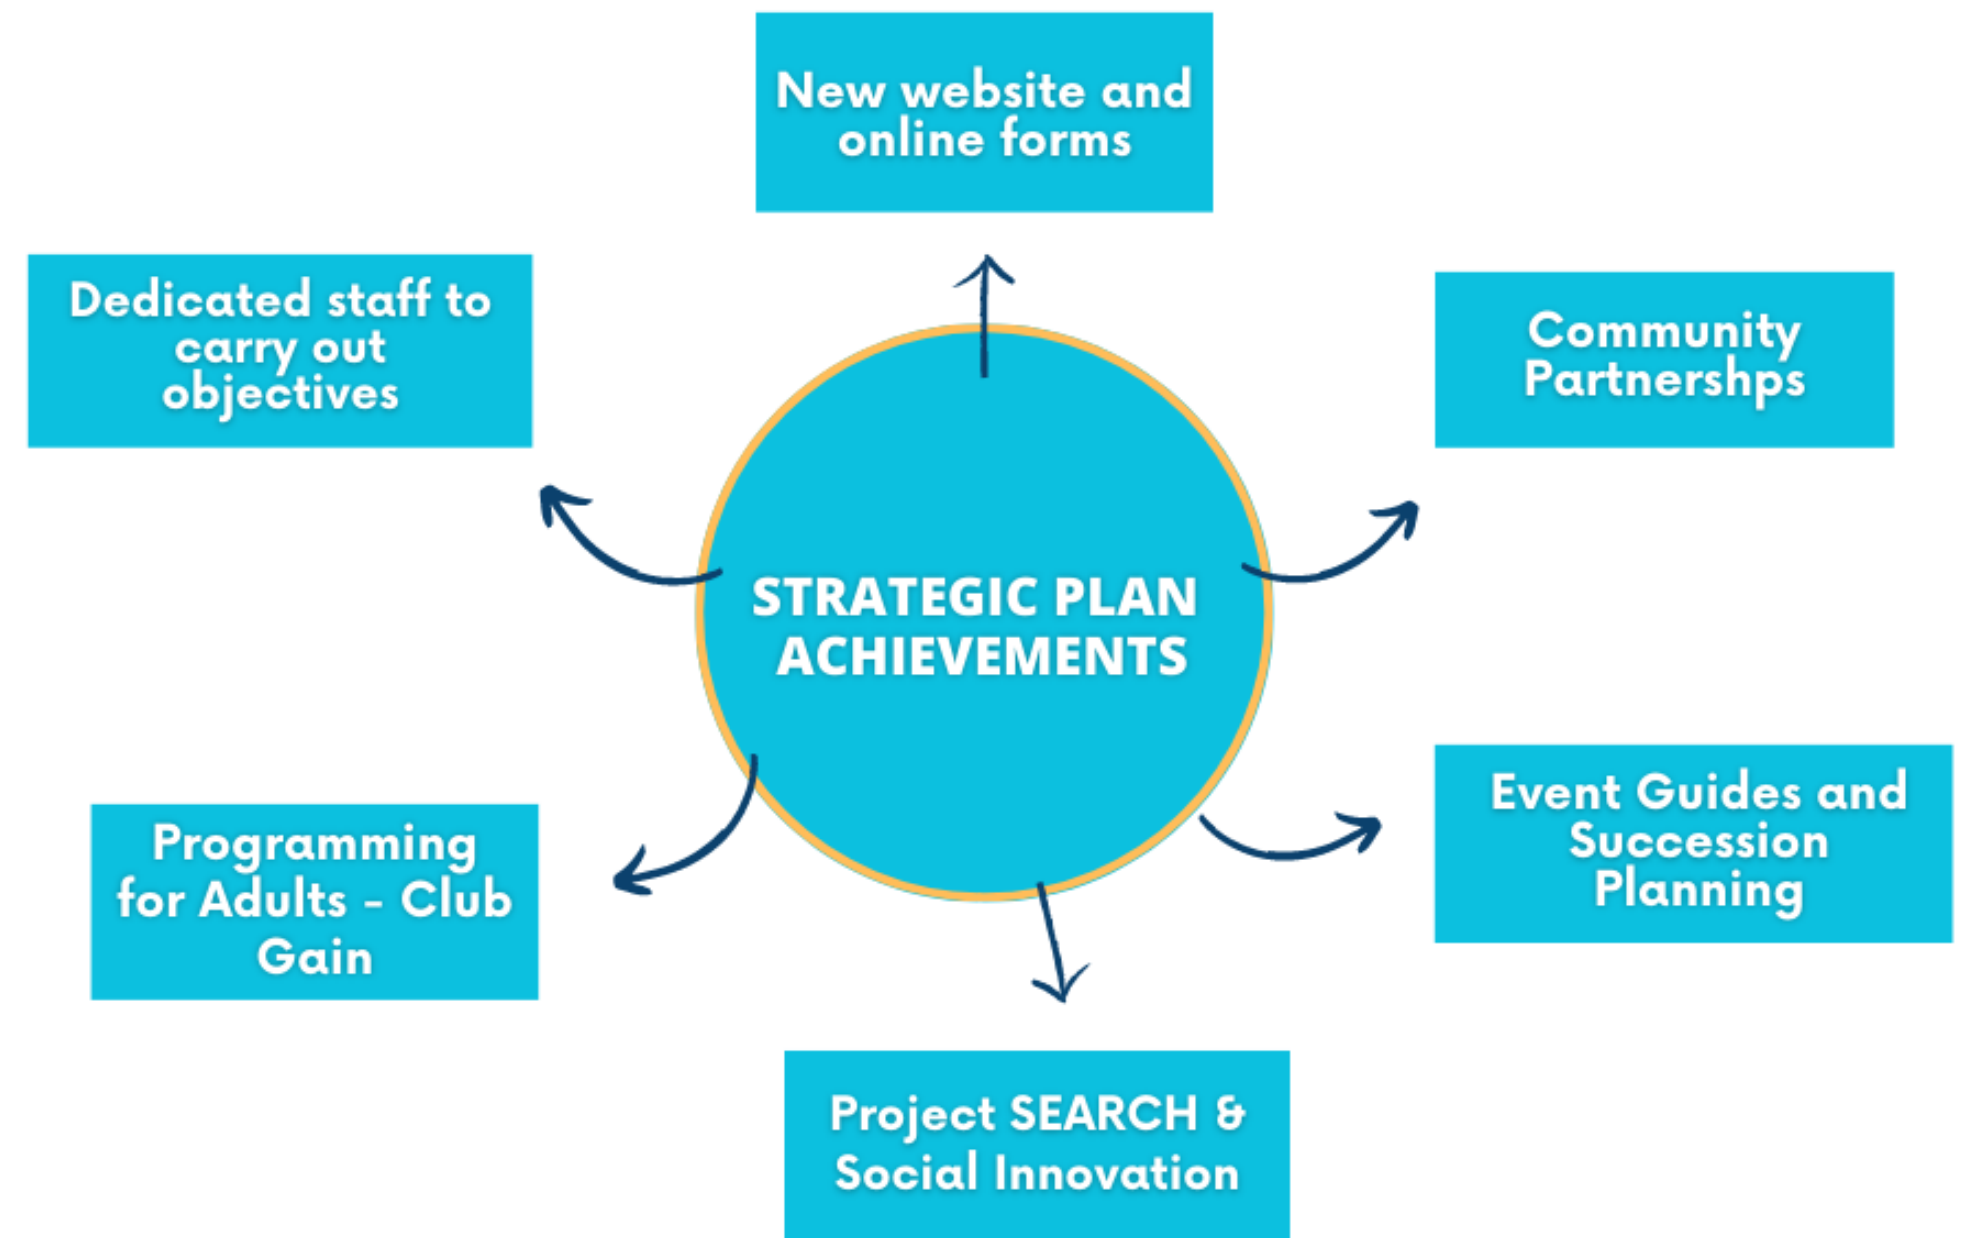 New website and
online forms
Dedicated staff to
carry out
objectives
Community
Partnershps
STRATEGIC PLAN
ACHIEVEMENTS
Event Guides and
Succession
Planning
Programming
for Adults - Club
Gain
Project SEARCH &
Social Innovation